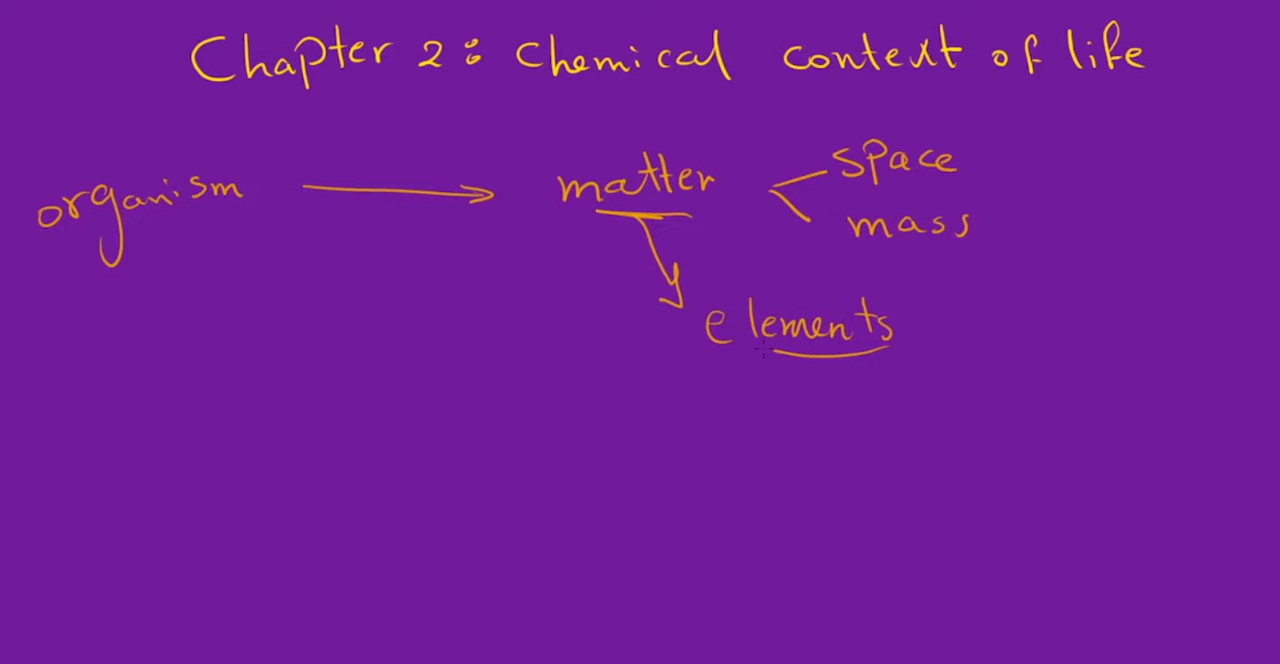 Chapter 2: Chemical context of life
organism → matter < space
mass
elements